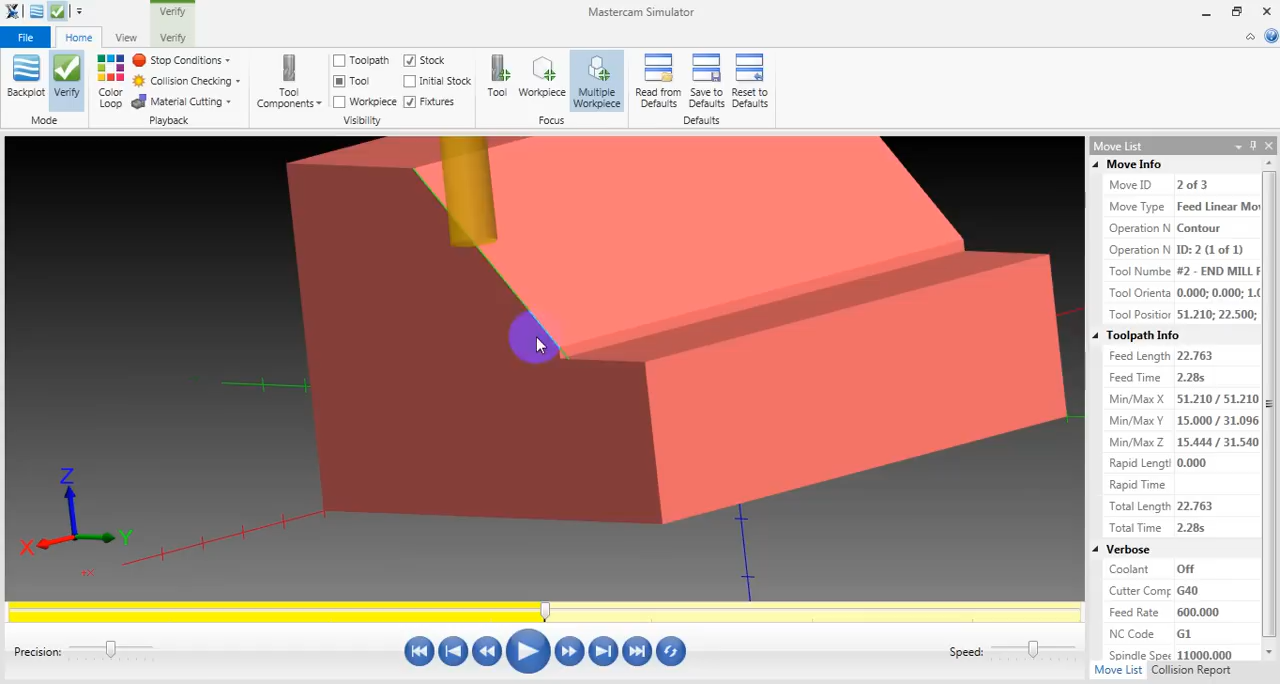 Verify
Mastercam Simulator
File Home View Verify
Backplot
Verify
Mode
Color Loop
Stop Conditions
Collision Checking
Material Cutting
Playback
Tool Components
Toolpath
Tool
Workpiece
Stock
Initial Stock
Fixtures
Visibility
Tool
Workpiece
Multiple Workpiece
Focus
Read from Defaults
Save to Defaults
Reset to Defaults
Defaults
Z
X
Y
+X
Move List
Move Info
Move ID 2 of 3
Move Type Feed Linear Mov
Operation N Contour
Operation N ID: 2 (1 of 1)
Tool Numbe #2 - END MILL F
Tool Orienta 0.000; 0.000; 1.0
Tool Position 51.210; 22.500;
Toolpath Info
Feed Length 22.763
Feed Time 2.28s
Min/Max X 51.210 / 51.210
Min/Max Y 15.000 / 31.096
Min/Max Z 15.444 / 31.540
Rapid Lengtl 0.000
Rapid Time
Total Length 22.763
Total Time 2.28s
Verbose
Coolant Off
Cutter Comp G40
Feed Rate 600.000
NC Code G1
Spindle Spee 11000.000
Move List Collision Report
Precision:
Speed: